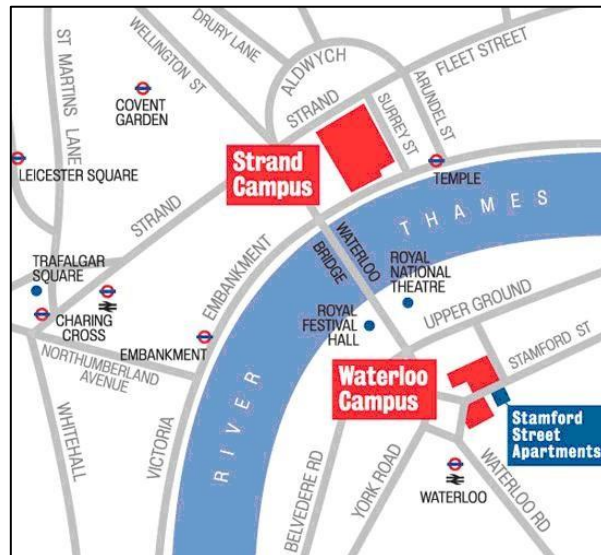 ST MARTINS LANE
WELLINGTON ST
DRURY LANE
ALDWYCH
FLEET STREET
COVENT
GARDEN
STRAND
SURREY ST
ARUNDEL ST
LEICESTER SQUARE
Strand
Campus
TEMPLE
STRAND
THAMES
TRAFALGAR
SQUARE
EMBANKMENT
WATERLOO
BRIDGE
ROYAL
NATIONAL
THEATRE
CHARING
CROSS
ROYAL
FESTIVAL
HALL
UPPER GROUND
NORTHUMBERLAND
AVENUE
EMBANKMENT
STAMFORD ST
Waterloo
Campus
WHITEHALL
VICTORIA
RIVER
Stamford
Street
Apartments
BELVEDERE RD
YORK ROAD
WATERLOO
WATERLOO RD